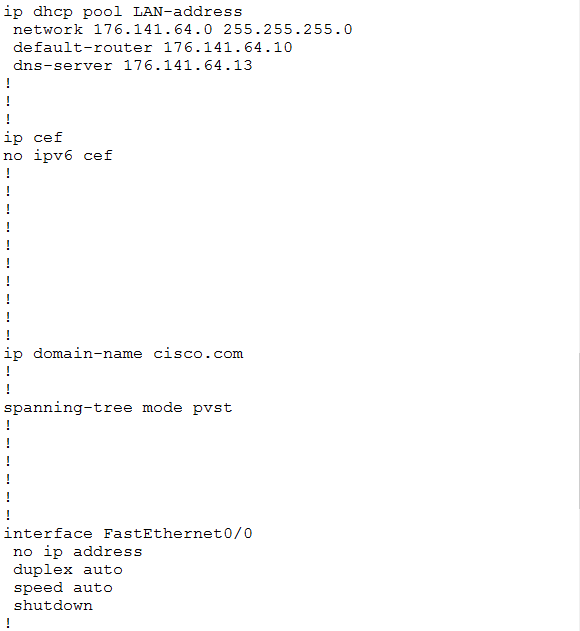 ip dhcp pool LAN-address
 network 176.141.64.0 255.255.255.0
 default-router 176.141.64.10
 dns-server 176.141.64.13
!
!
!
ip cef
no ipv6 cef
!
!
!
!
!
!
!
!
!
!
ip domain-name cisco.com
!
!
spanning-tree mode pvst
!
!
!
!
!
!
interface FastEthernet0/0
 no ip address
 duplex auto
 speed auto
 shutdown
!